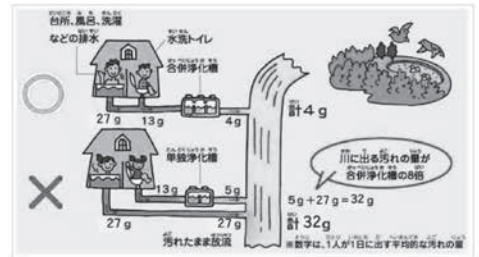 台所、風呂、洗濯
などの排水
水洗トイレ
合併浄化槽
27g 13g 4g
計4g
単独浄化槽
13g 5g
27g 27g
汚れたまま放流
川に出る汚れの量が
合併浄化槽の8倍
5g+27g=32g
計32g
※数字は、1人が1日に出す平均的な汚れの量